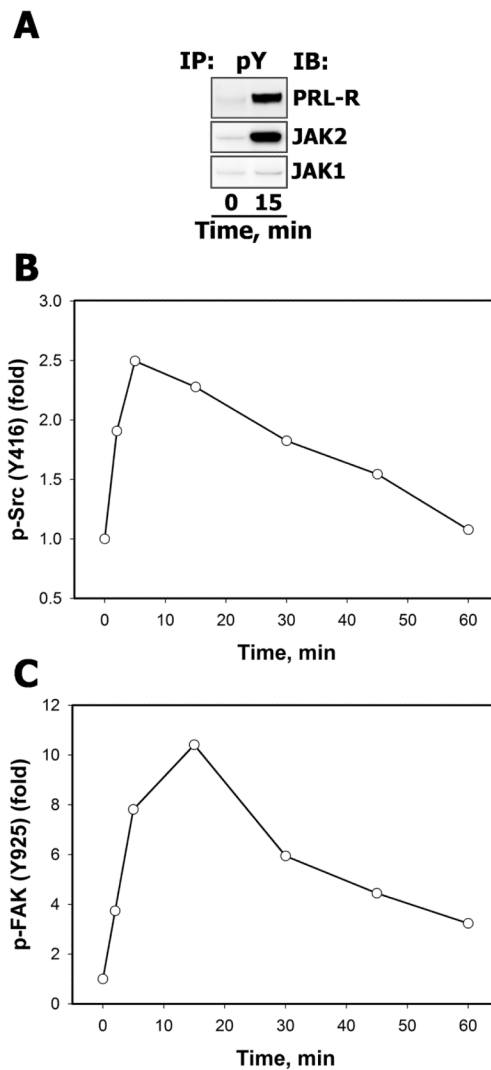 A
IP: pY IB:
PRL-R
JAK2
JAK1
0 15
Time, min
B
p-Src (Y416) (fold)
3.0
2.5
2.0
1.5
1.0
0.5
0 10 20 30 40 50 60
Time, min
C
p-FAK (Y925) (fold)
12
10
8
6
4
2
0
0 10 20 30 40 50 60
Time, min